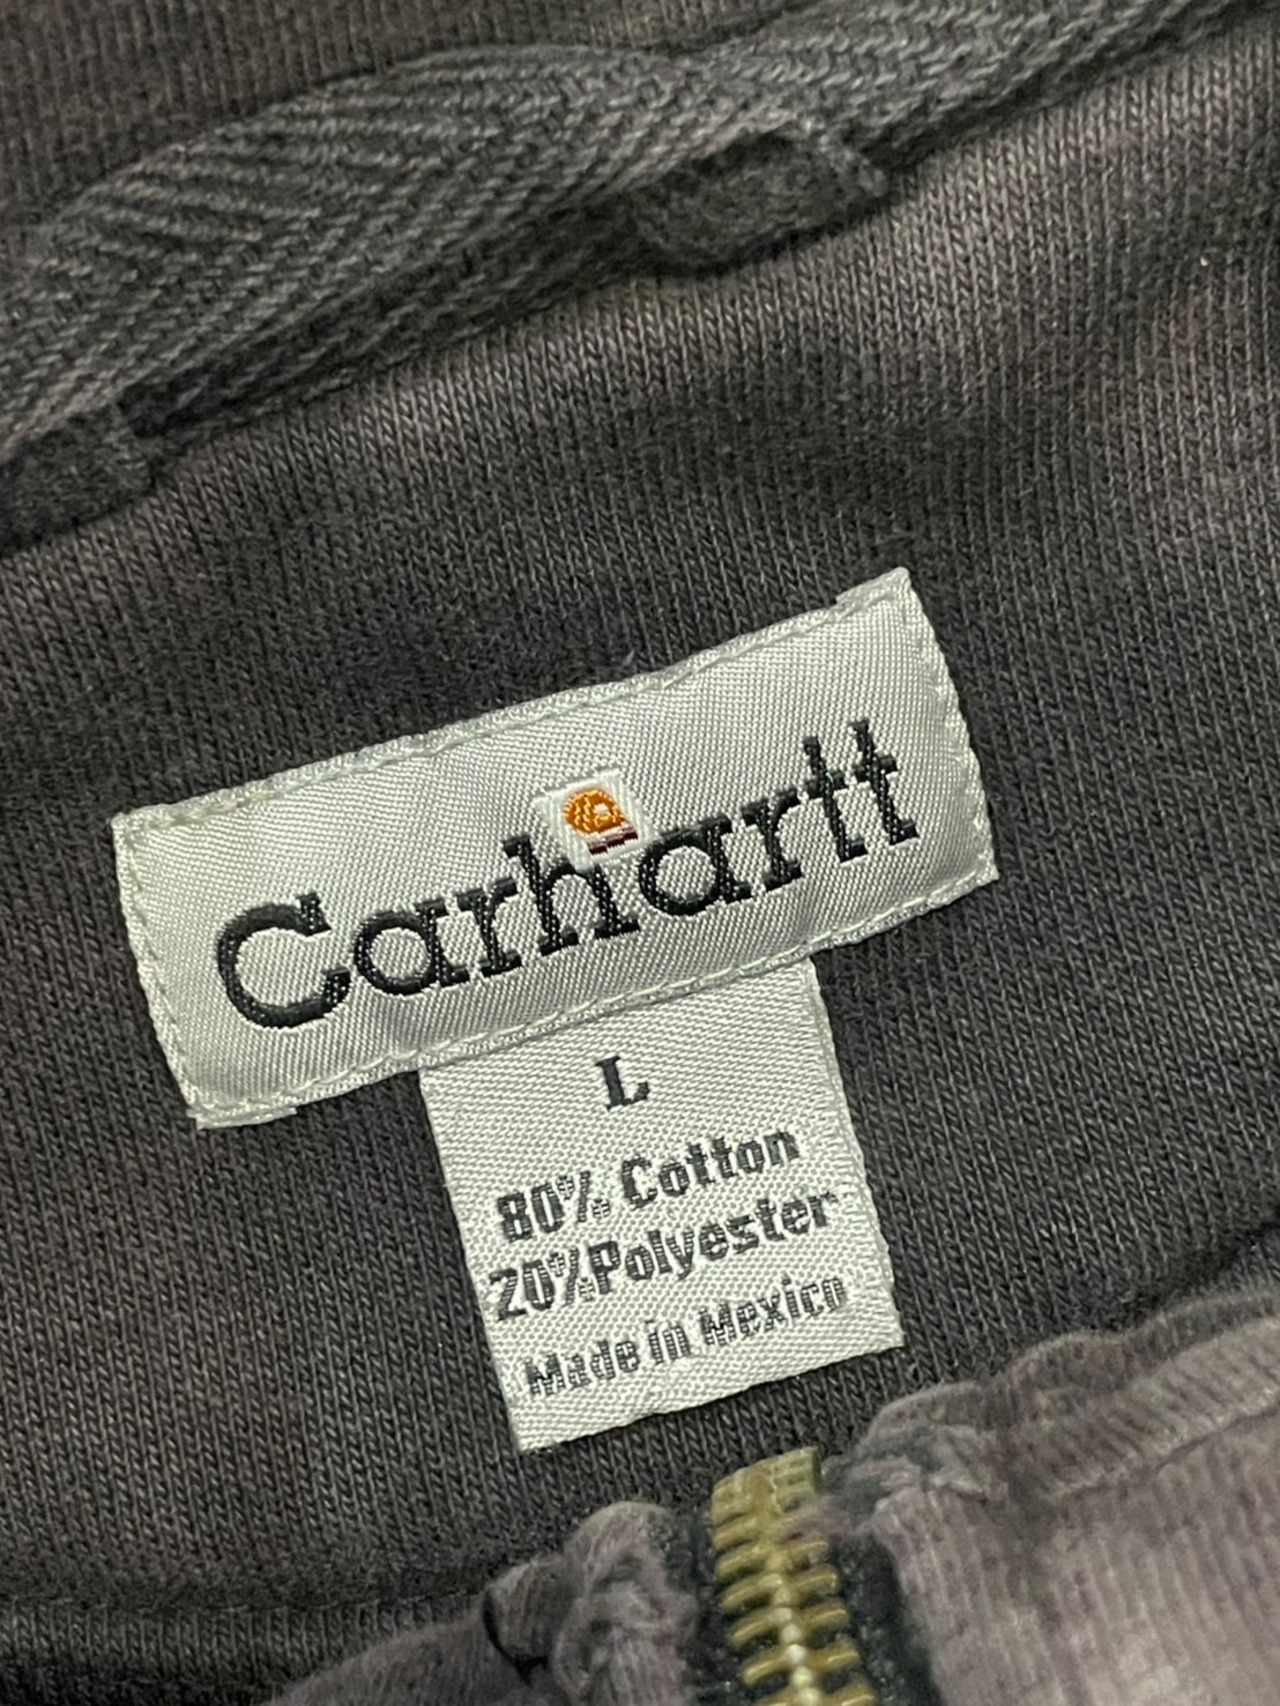 Carhartt
L
80% Cotton
20% Polyester
Made in Mexico